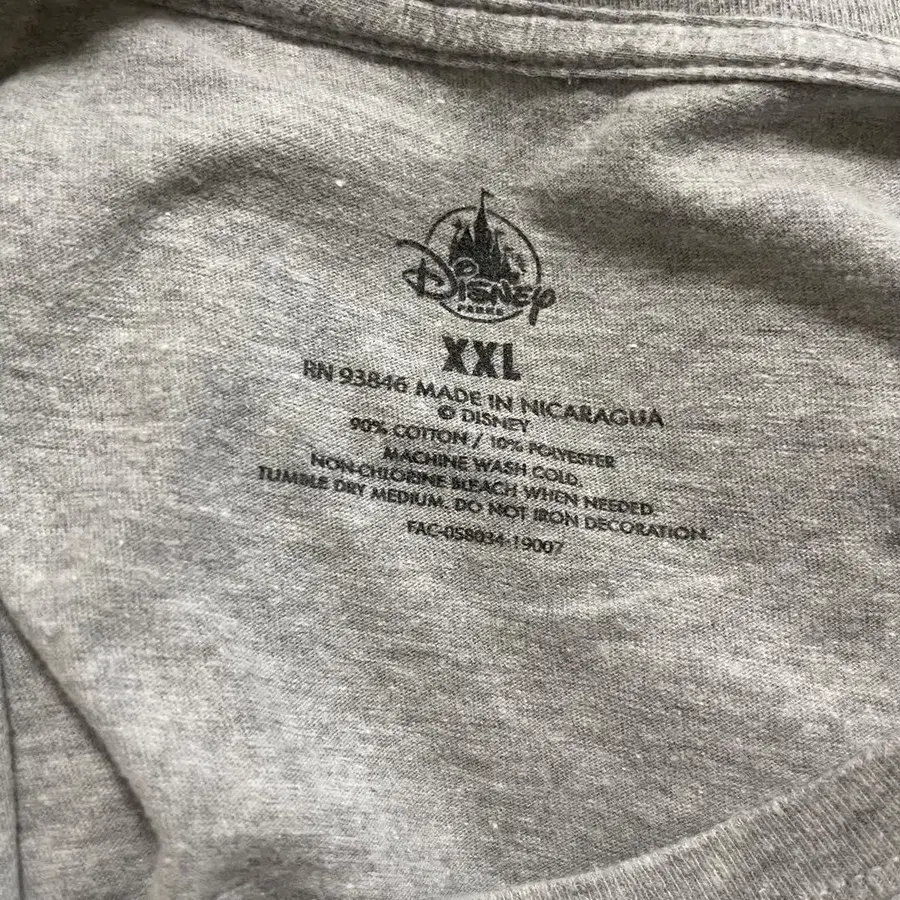 Disney
PARKS
XXL
RN 93846 MADE IN NICARAGUA
© DISNEY
90% COTTON / 10% POLYESTER
MACHINE WASH COLD.
NON-CHLORINE BLEACH WHEN NEEDED.
TUMBLE DRY MEDIUM. DO NOT IRON DECORATION.
FAC-058034-19007